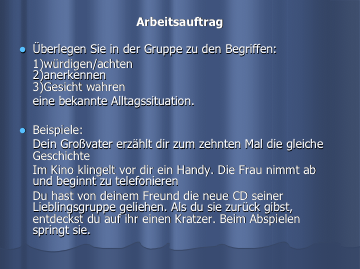 Arbeitsauftrag
Überlegen Sie in der Gruppe zu den Begriffen:
1)würdigen/achten
2)anerkennen
3)Gesicht wahren
eine bekannte Alltagssituation.
Beispiele:
Dein Großvater erzählt dir zum zehnten Mal die gleiche
Geschichte
Im Kino klingelt vor dir ein Handy. Die Frau nimmt ab
und beginnt zu telefonieren
Du hast von deinem Freund die neue CD seiner
Lieblingsgruppe geliehen. Als du sie zurück gibst,
entdeckst du auf ihr einen Kratzer. Beim Abspielen
springt sie.